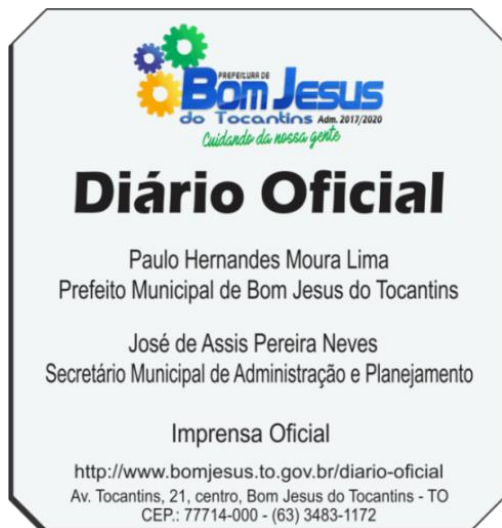 PREFEITURA DE
Bom Jesus
do Tocantins Adm. 2017/2020
Cuidando da nossa gente
Diário Oficial
Paulo Hernandes Moura Lima
Prefeito Municipal de Bom Jesus do Tocantins
José de Assis Pereira Neves
Secretário Municipal de Administração e Planejamento
Imprensa Oficial
http://www.bomjesus.to.gov.br/diario-oficial
Av. Tocantins, 21, centro, Bom Jesus do Tocantins - TO
CEP.: 77714-000 - (63) 3483-1172